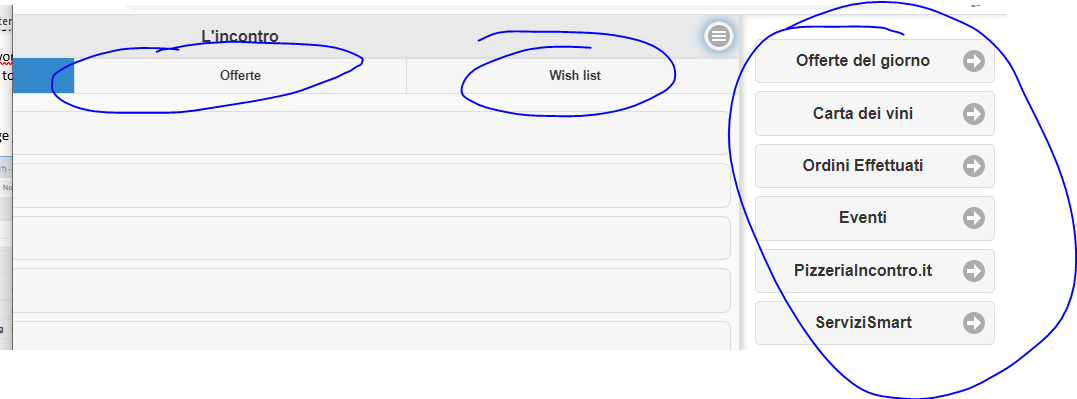 L'incontro
Offerte
Wish list
Offerte del giorno
Carta dei vini
Ordini Effettuati
Eventi
PizzeriaIncontro.it
ServiziSmart